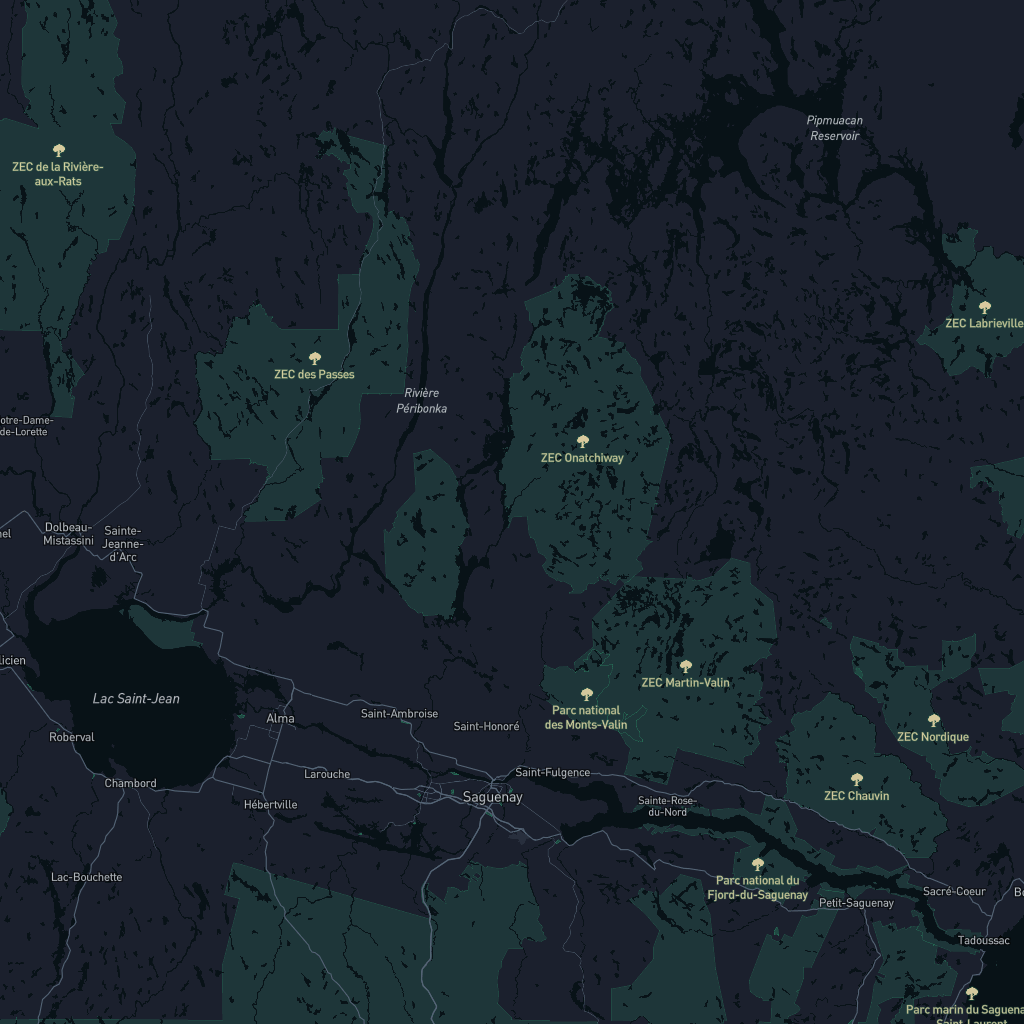 Pipmuacan
Reservoir
ZEC de la Rivière-
aux-Rats
ZEC Labrieville
ZEC des Passes
Rivière
Péribonka
otre-Dame-
de-Lorette
ZEC Onatchiway
Dolbeau-
Mistassini
Sainte-
Jeanne-
d'Arc
nel
licien
Lac Saint-Jean
ZEC Martin-Valin
Parc national
des Monts-Valin
Alma
Saint-Ambroise
Saint-Honoré
Roberval
ZEC Nordique
Larouche
Saint-Fulgence
Chambord
Saguenay
ZEC Chauvin
Hébertville
Sainte-Rose-
du-Nord
Lac-Bouchette
Parc national du
Fjord-du-Saguenay
Sacré-Coeur
Petit-Saguenay
Tadoussac
Parc marin du Saguena
Saint-Laurent